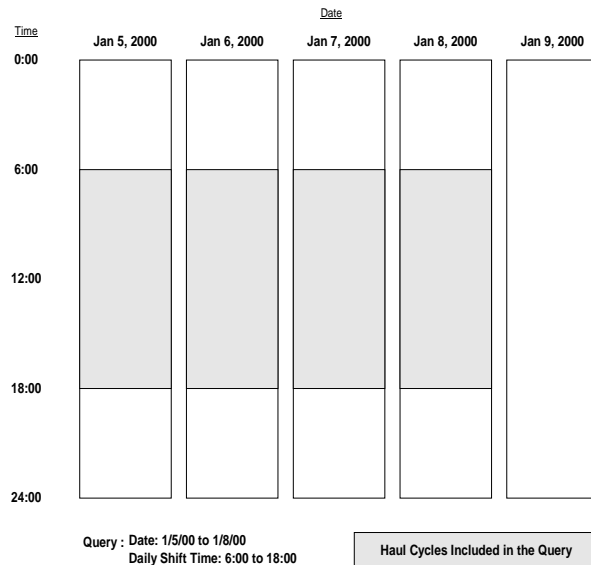 Date
Time
Jan 5, 2000 Jan 6, 2000 Jan 7, 2000 Jan 8, 2000 Jan 9, 2000
0:00
6:00
12:00
18:00
24:00
Query : Date: 1/5/00 to 1/8/00
Daily Shift Time: 6:00 to 18:00
Haul Cycles Included in the Query